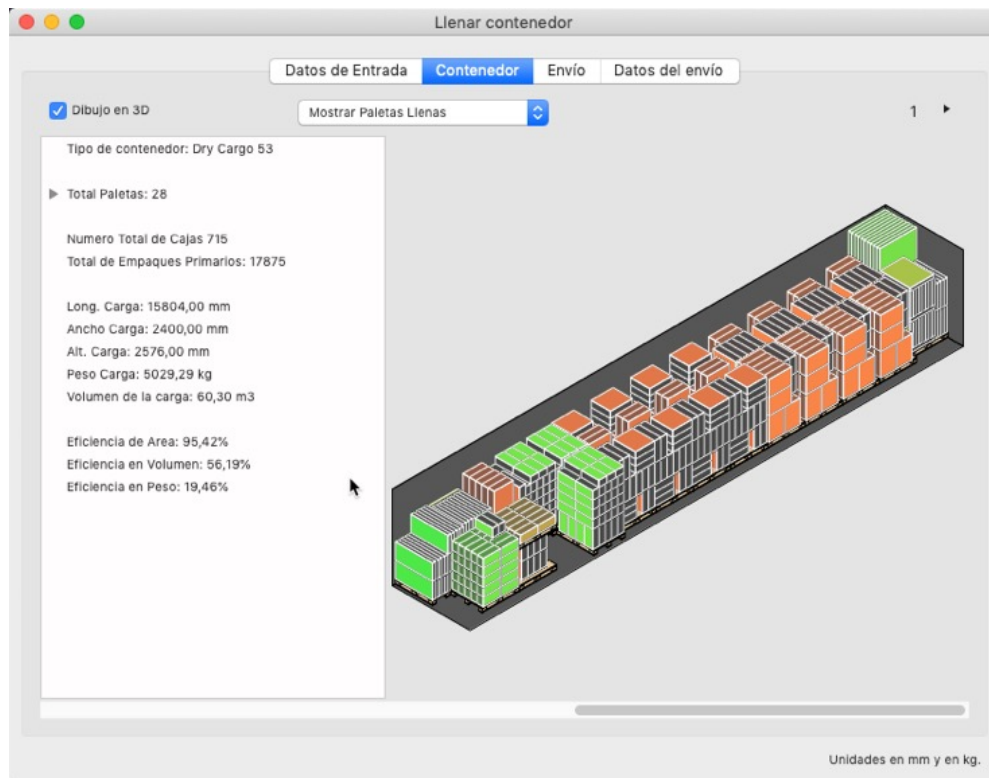 Llenar contenedor
Datos de Entrada Contenedor Envío Datos del envío
Dibujo en 3D Mostrar Paletas Llenas 1
Tipo de contenedor: Dry Cargo 53
Total Paletas: 28
Numero Total de Cajas 715
Total de Empaques Primarios: 17875
Long. Carga: 15804,00 mm
Ancho Carga: 2400,00 mm
Alt. Carga: 2576,00 mm
Peso Carga: 5029,29 kg
Volumen de la carga: 60,30 m3
Eficiencia de Area: 95,42%
Eficiencia en Volumen: 56,19%
Eficiencia en Peso: 19,46%
Unidades en mm y en kg.